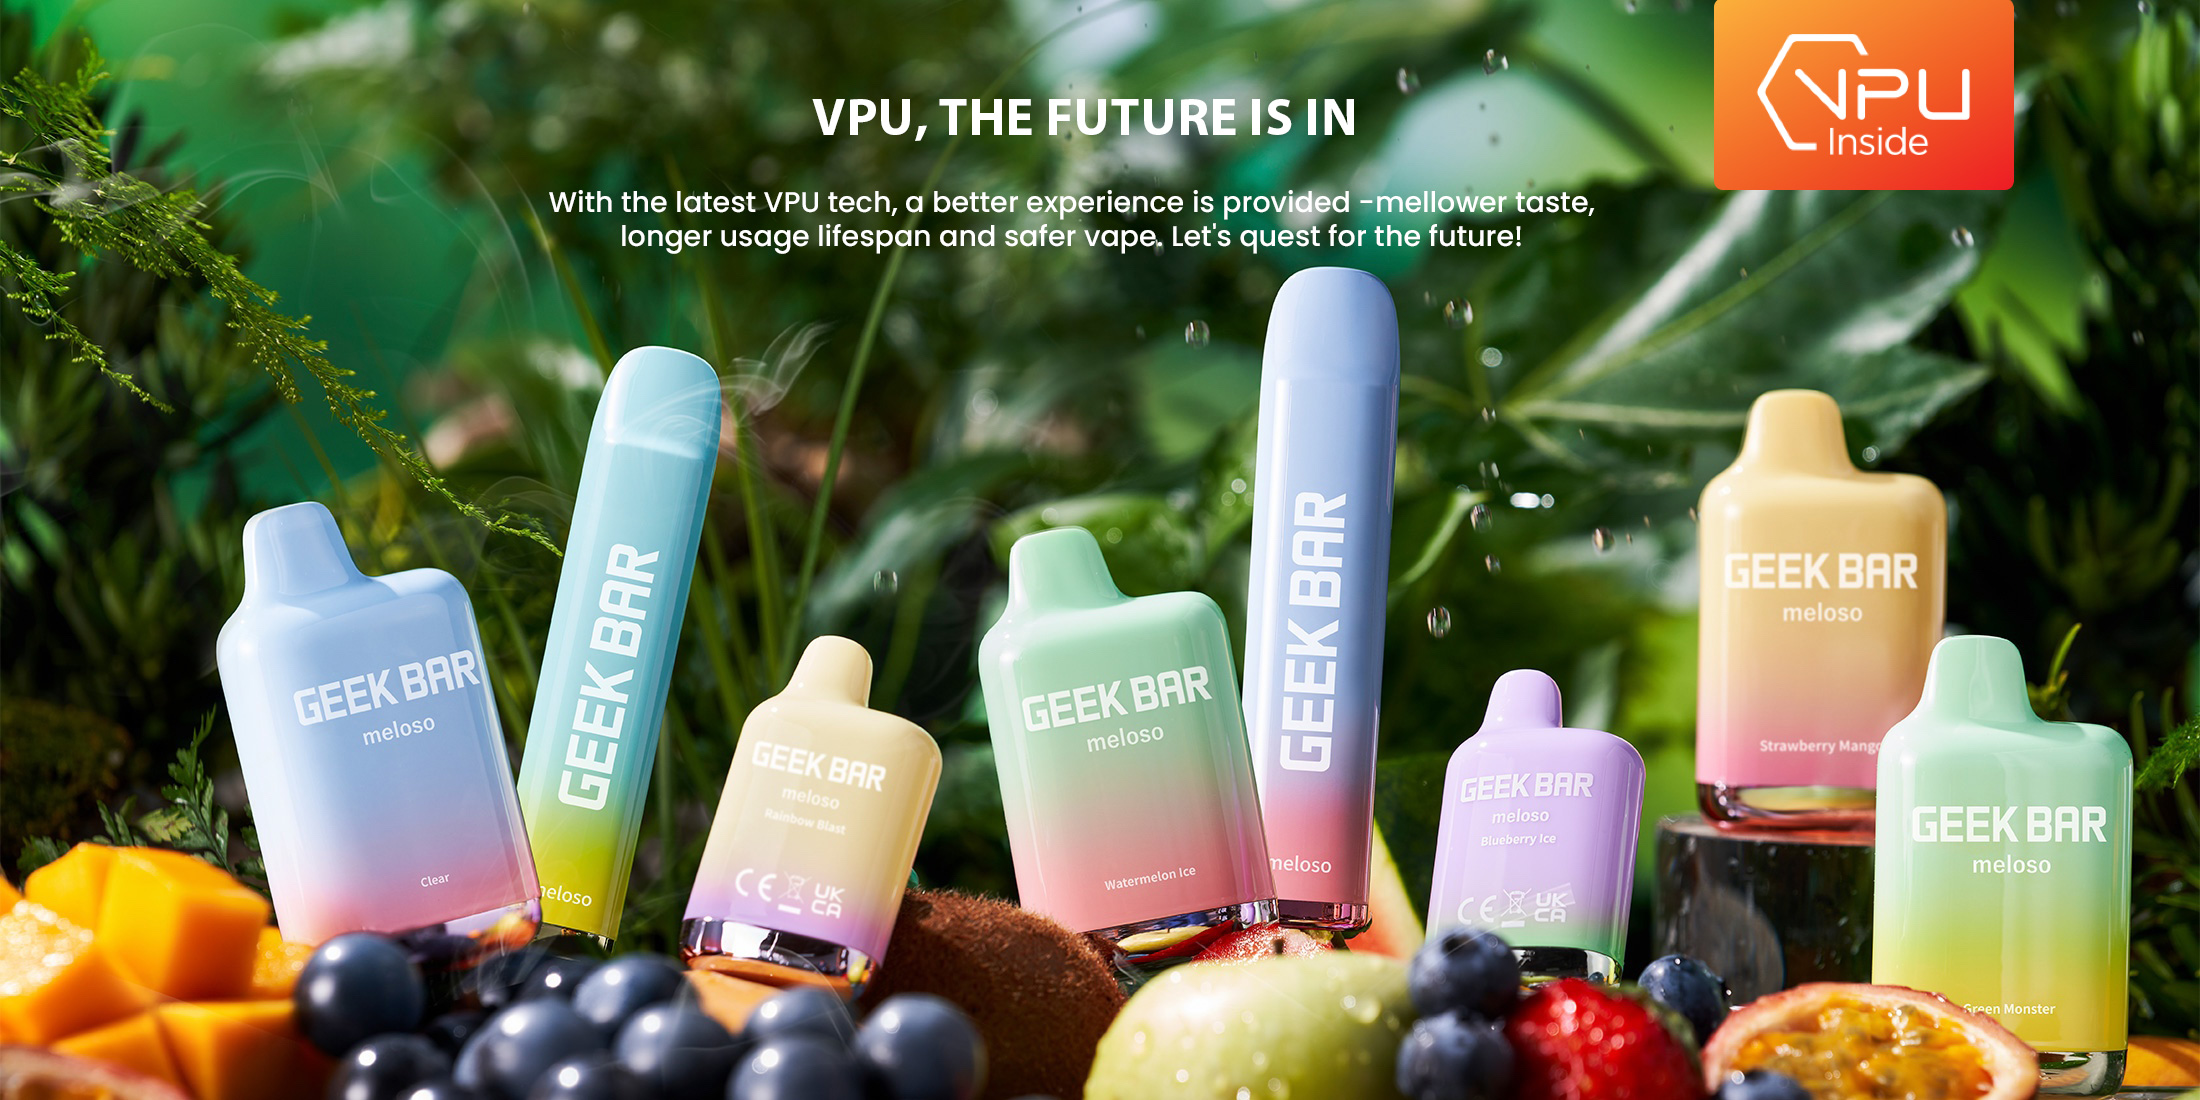 VPU
Inside
VPU, THE FUTURE IS IN
With the latest VPU tech, a better experience is provided -mellower taste,
longer usage lifespan and safer vape. Let's quest for the future!
GEEK BAR
meloso
Clear
GEEK BAR
meloso
GEEK BAR
meloso
Rainbow Blast
CE UK
CA
GEEK BAR
meloso
Watermelon Ice
GEEK BAR
meloso
GEEK BAR
meloso
Blueberry Ice
CE UK
CA
GEEK BAR
meloso
Strawberry Mango
GEEK BAR
meloso
Green Monster